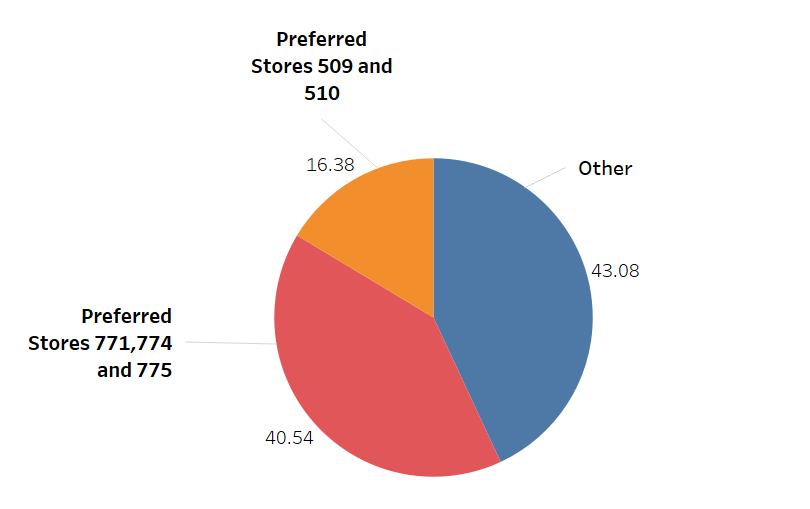 Preferred
Stores 509 and
510
16.38
Other
43.08
Preferred
Stores 771,774
and 775
40.54